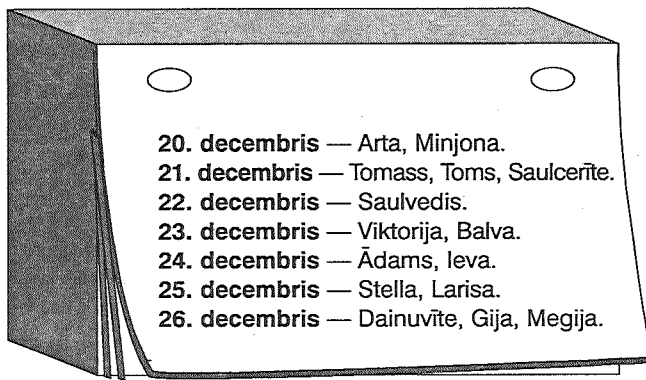 20. decembris — Arta, Minjona.
21. decembris — Tomass, Toms, Saulcerīte.
22. decembris — Saulvedis.
23. decembris — Viktorija, Balva.
24. decembris — Ādams, Ieva.
25. decembris — Stella, Larisa.
26. decembris — Dainuvīte, Gija, Megija.